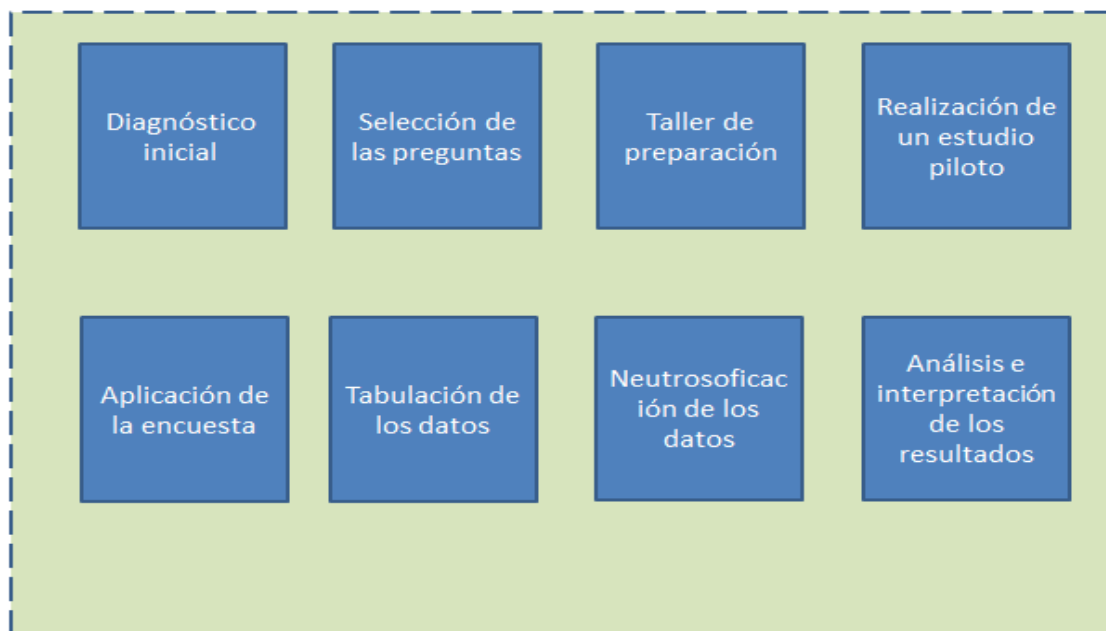 Diagnóstico
inicial
Selección de
las preguntas
Taller de
preparación
Realización de
un estudio
piloto
Aplicación de
la encuesta
Tabulación de
los datos
Neutrosoficac
ión de los
datos
Análisis e
interpretación
de los
resultados